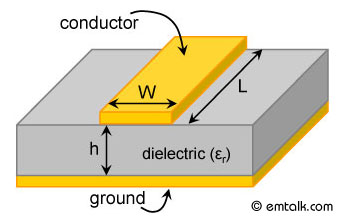 conductor
W
L
h
dielectric (εr)
ground
© emtalk.com